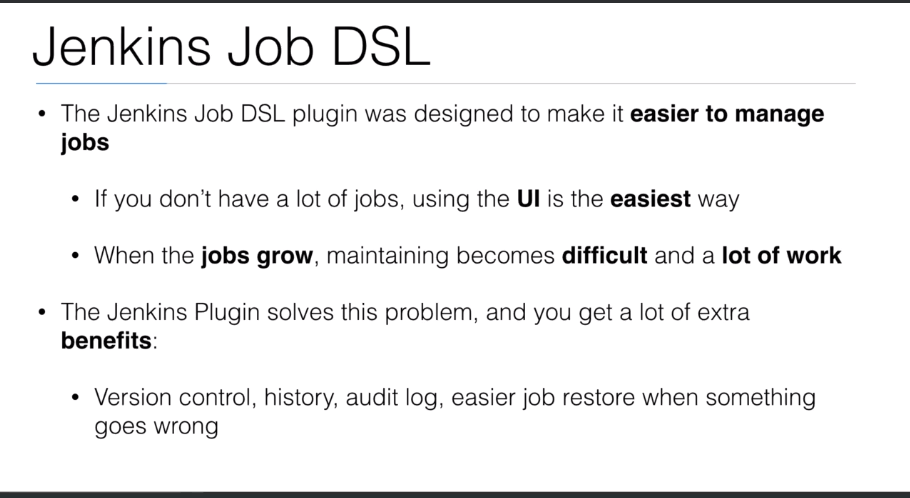 Jenkins Job DSL
• The Jenkins Job DSL plugin was designed to make it easier to manage
jobs
• If you don’t have a lot of jobs, using the UI is the easiest way
• When the jobs grow, maintaining becomes difficult and a lot of work
• The Jenkins Plugin solves this problem, and you get a lot of extra
benefits:
• Version control, history, audit log, easier job restore when something
goes wrong